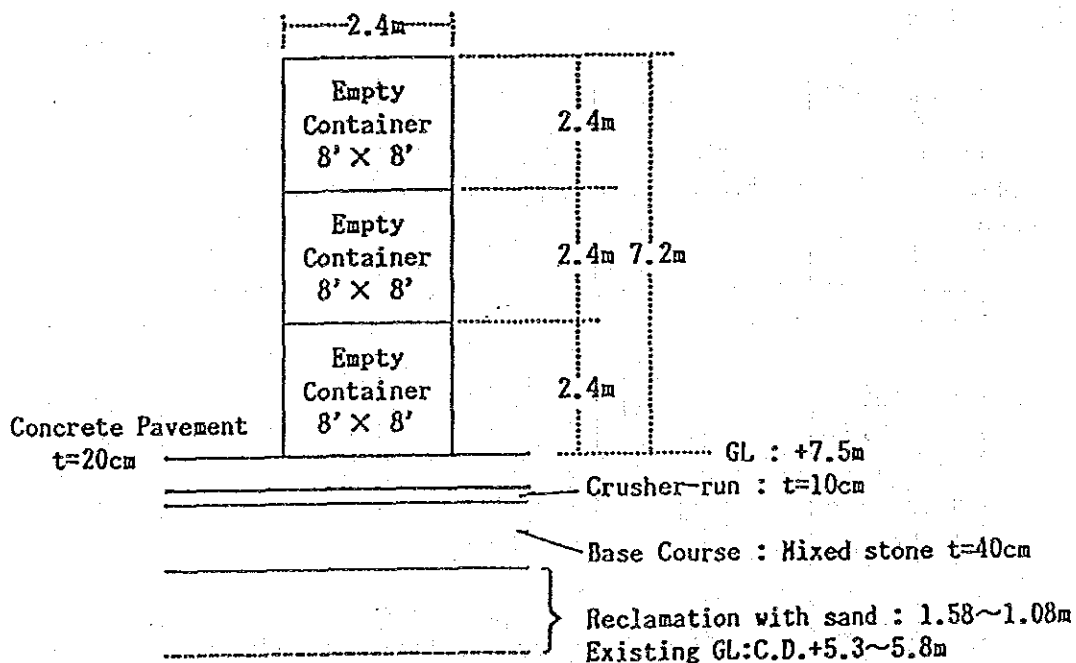 2.4m
Empty
Container
8' × 8'
2.4m
Empty
Container
8' × 8'
2.4m 7.2m
Empty
Container
8' × 8'
2.4m
Concrete Pavement
t=20cm
GL : +7.5m
Crusher-run : t=10cm
Base Course : Mixed stone t=40cm
Reclamation with sand : 1.58~1.08m
Existing GL:C.D.+5.3~5.8m